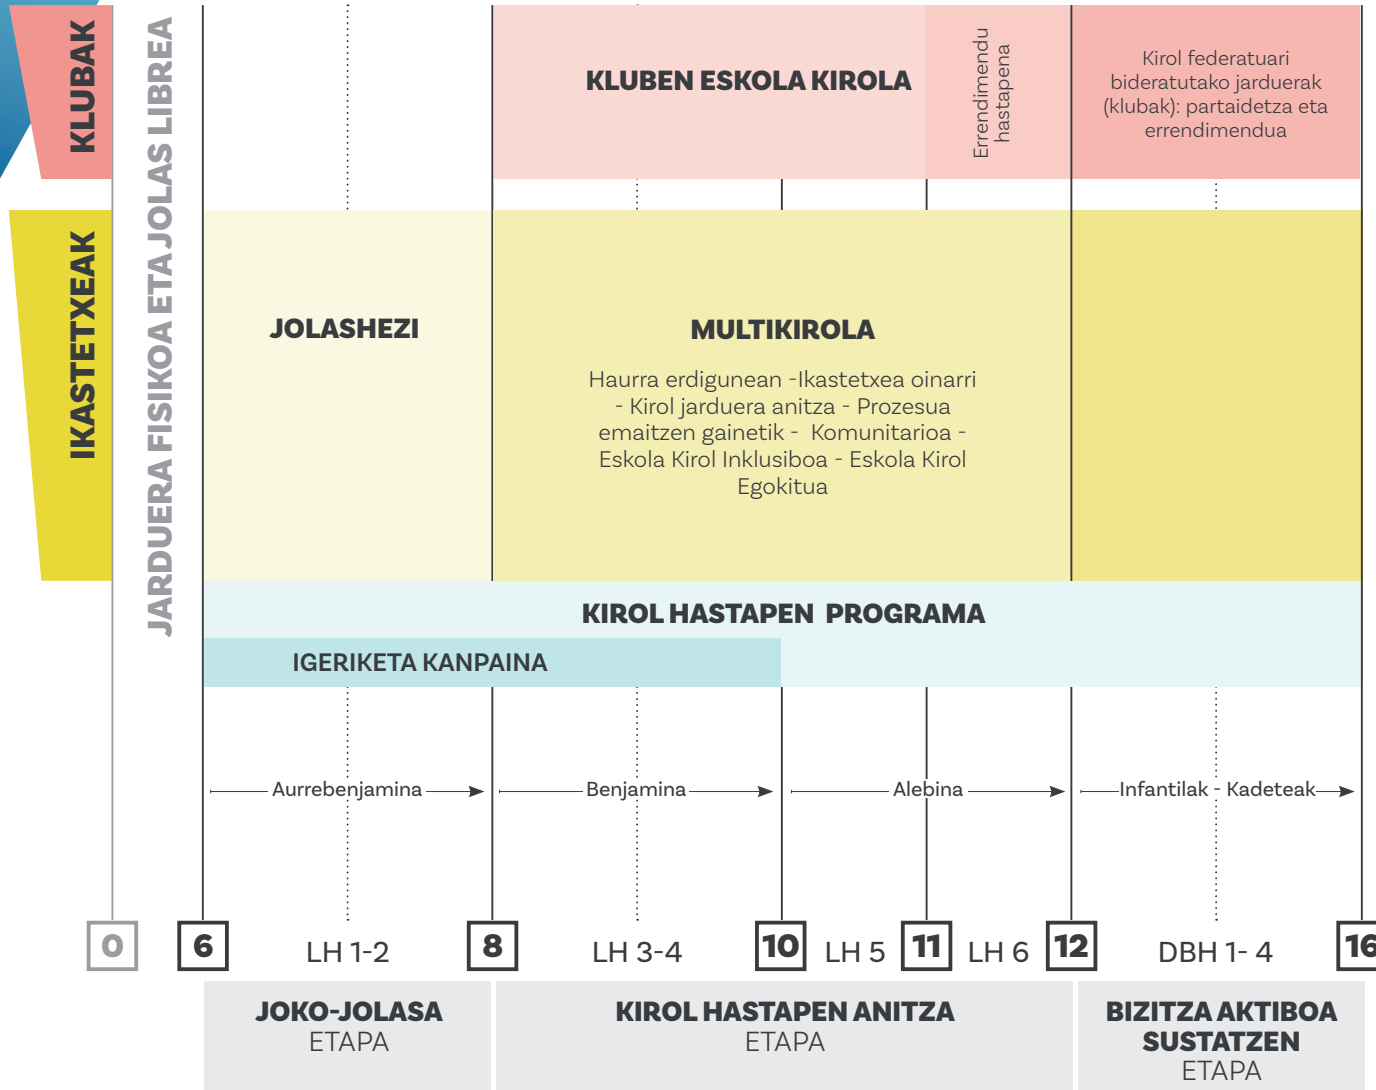 KLUBAK
IKASTETXEAK
JARDUERA FISIKOA ETA JOLAS LIBREA
KLUBEN ESKOLA KIROLA
Errendimendu
hastapena
Kirol federatuari
bideratutako jarduerak
(klubak): partaidetza eta
errendimendua
JOLASHEZI
MULTIKIROLA
Haurra erdigunean -Ikastetxea oinarri
- Kirol jarduera anitza - Prozesua
emaitzen gainetik - Komunitarioa -
Eskola Kirol Inklusiboa - Eskola Kirol
Egokitua
KIROL HASTAPEN PROGRAMA
IGERIKETA KANPAINA
Aurrebenjamina
Benjamina
Alebina
Infantilak - Kadeteak
0
6
LH 1-2
8
LH 3-4
10
LH 5
11
LH 6
12
DBH 1- 4
16
JOKO-JOLASA
ETAPA
KIROL HASTAPEN ANITZA
ETAPA
BIZITZA AKTIBOA
SUSTATZEN
ETAPA